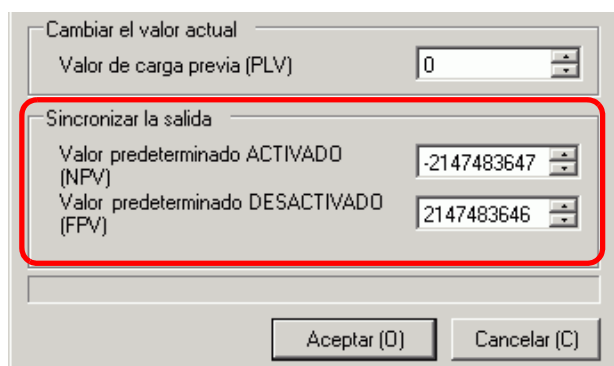 Cambiar el valor actual
Valor de carga previa (PLV) 0
Sincronizar la salida
Valor predeterminado ACTIVADO
(NPV) -2147483647
Valor predeterminado DESACTIVADO
(FPV) 2147483646
Aceptar (O) Cancelar (C)